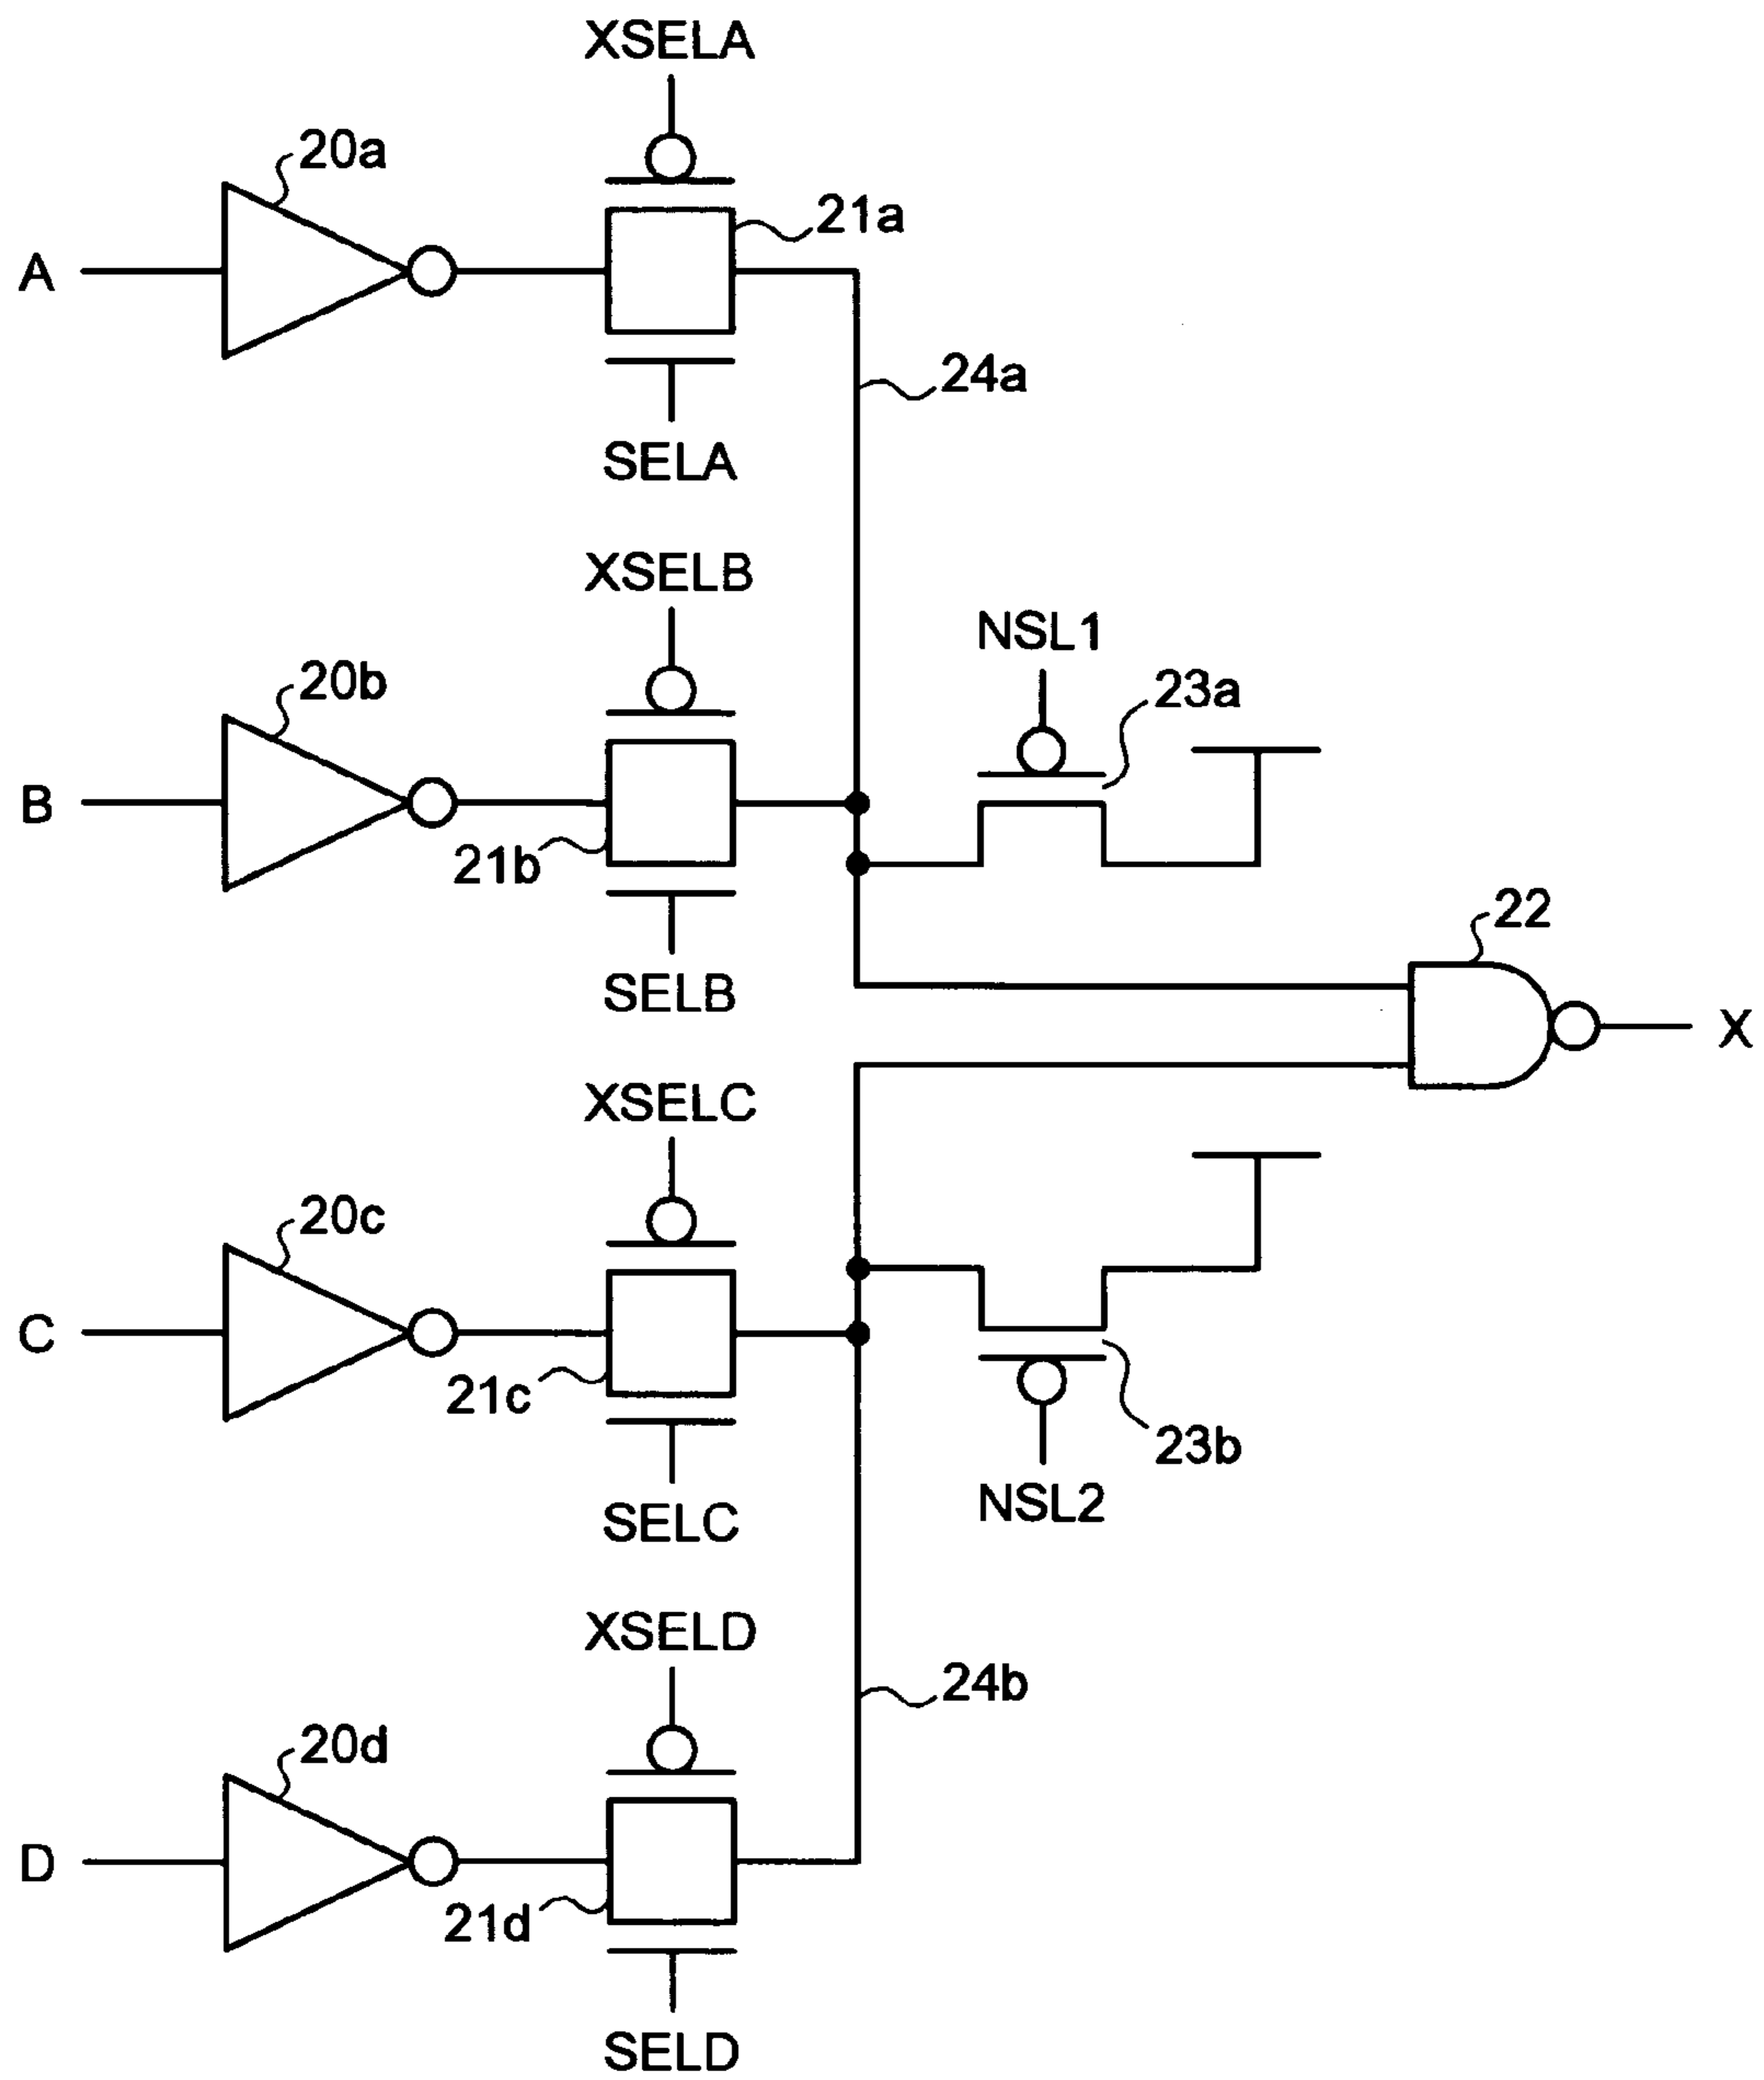 XSELA
20a
21a
A
24a
SELA
XSELB
NSL1
20b
23a
B
21b
22
SELB
X
XSELC
20c
C
21c
23b
NSL2
SELC
XSELD
24b
20d
D
21d
SELD